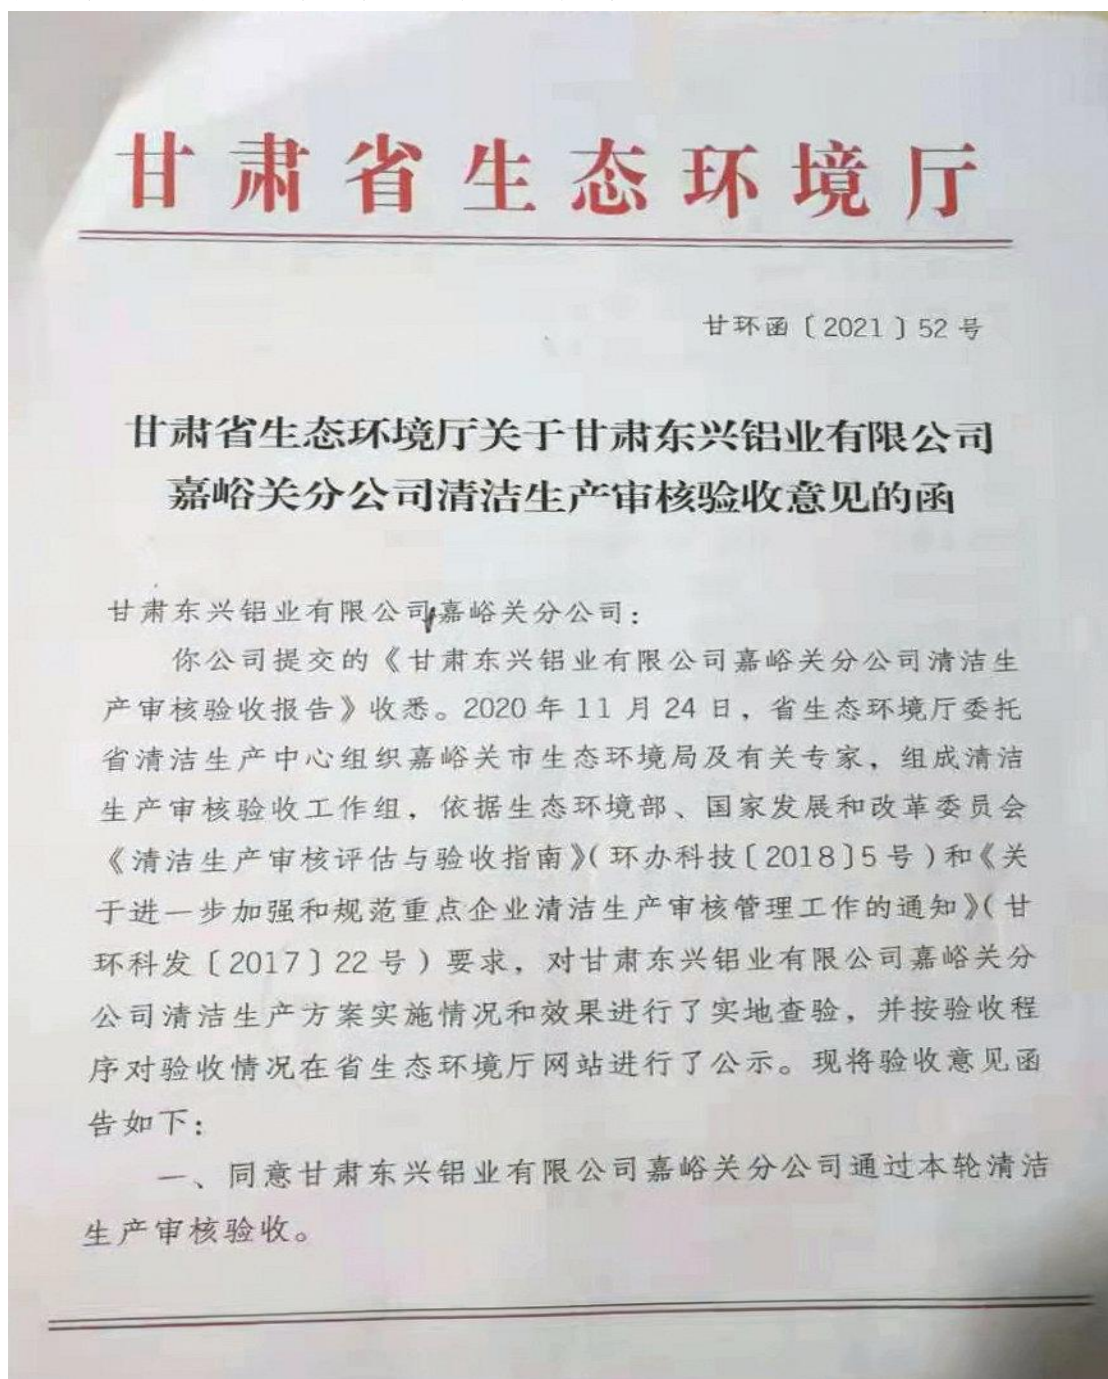 甘肃省生态环境厅
甘环函〔2021〕52号
甘肃省生态环境厅关于甘肃东兴铝业有限公司
嘉峪关分公司清洁生产审核验收意见的函
甘肃东兴铝业有限公司嘉峪关分公司：
你公司提交的《甘肃东兴铝业有限公司嘉峪关分公司清洁生
产审核验收报告》收悉。2020年11月24日，省生态环境厅委托
省清洁生产中心组织嘉峪关市生态环境局及有关专家，组成清洁
生产审核验收工作组，依据生态环境部、国家发展和改革委员会
《清洁生产审核评估与验收指南》（环办科技〔2018〕5号）和《关
于进一步加强和规范重点企业清洁生产审核管理工作的通知》（甘
环科发〔2017〕22号）要求，对甘肃东兴铝业有限公司嘉峪关分
公司清洁生产方案实施情况和效果进行了实地查验，并按验收程
序对验收情况在省生态环境厅网站进行了公示。现将验收意见函
告如下：
一、同意甘肃东兴铝业有限公司嘉峪关分公司通过本轮清洁
生产审核验收。